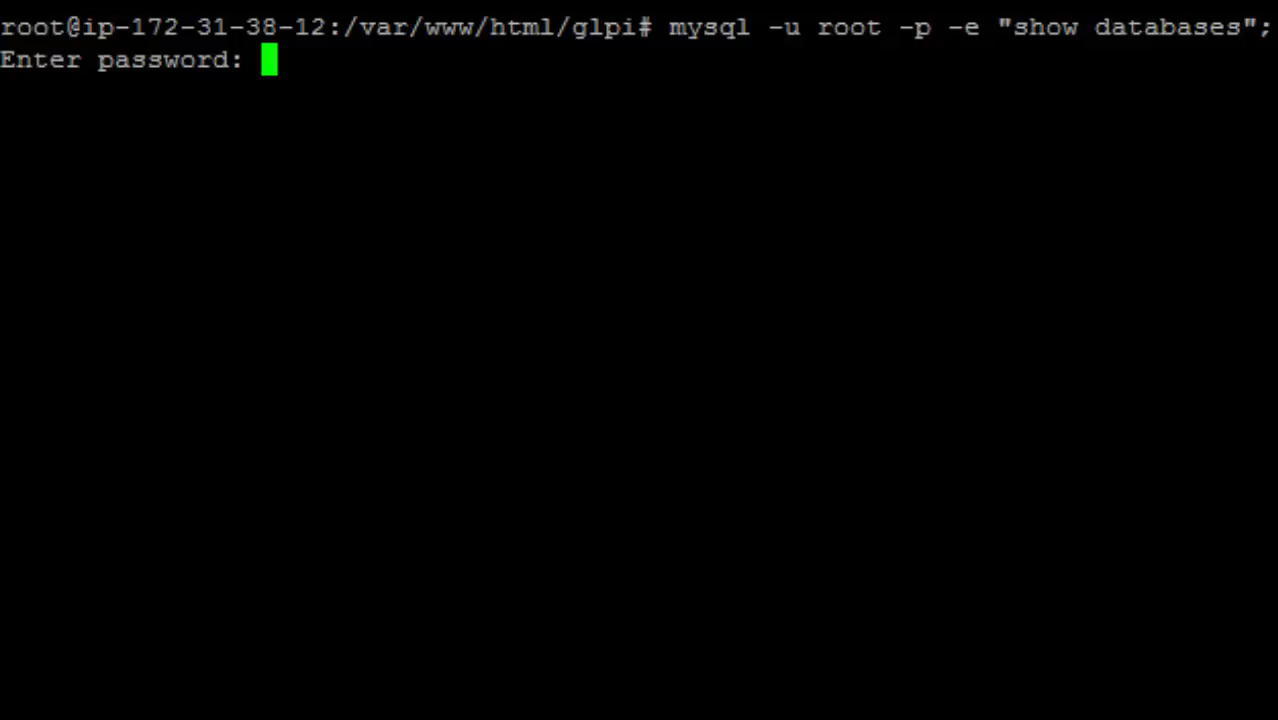 root@ip-172-31-38-12:/var/www/html/glpi# mysql -u root -p -e "show databases";
Enter password: